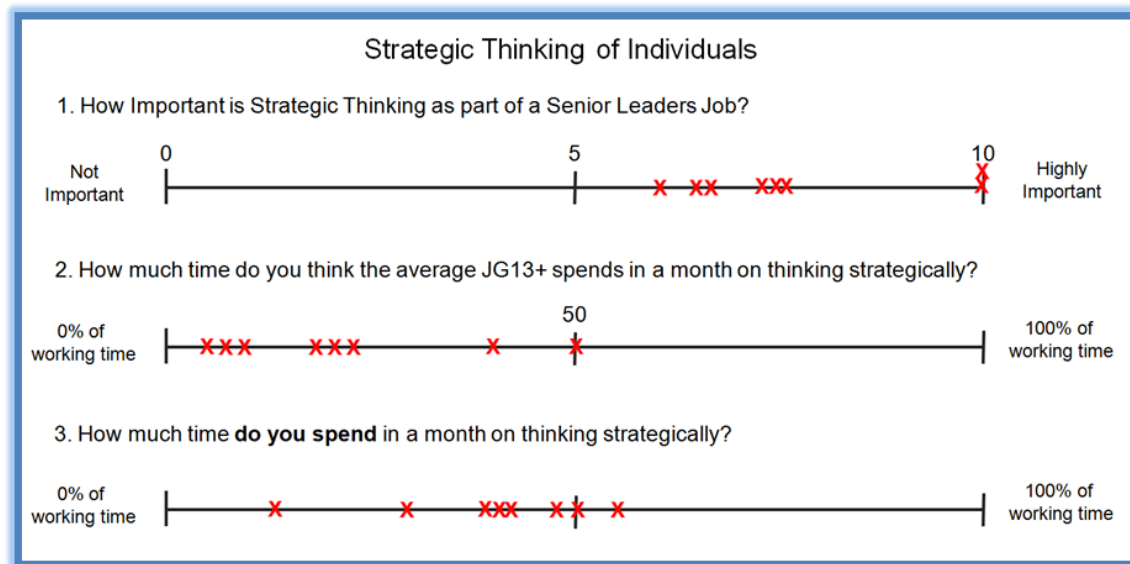 Strategic Thinking of Individuals
1. How Important is Strategic Thinking as part of a Senior Leaders Job?
0 5 10
Not
Important
Highly
Important
2. How much time do you think the average JG13+ spends in a month on thinking strategically?
50
0% of
working time
100% of
working time
3. How much time do you spend in a month on thinking strategically?
0% of
working time
100% of
working time